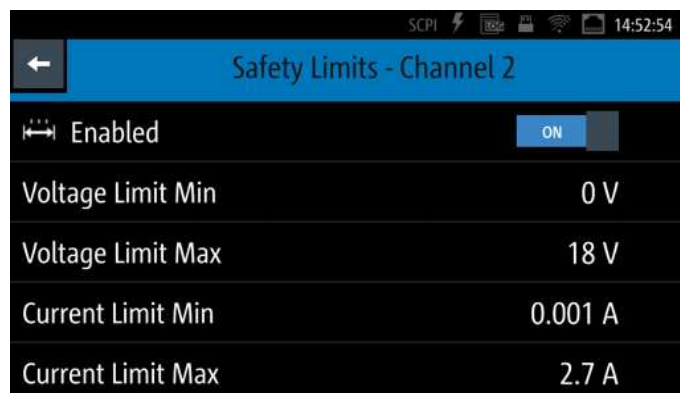 SCPI LOG 14:52:54
Safety Limits - Channel 2
Enabled ON
Voltage Limit Min 0 V
Voltage Limit Max 18 V
Current Limit Min 0.001 A
Current Limit Max 2.7 A